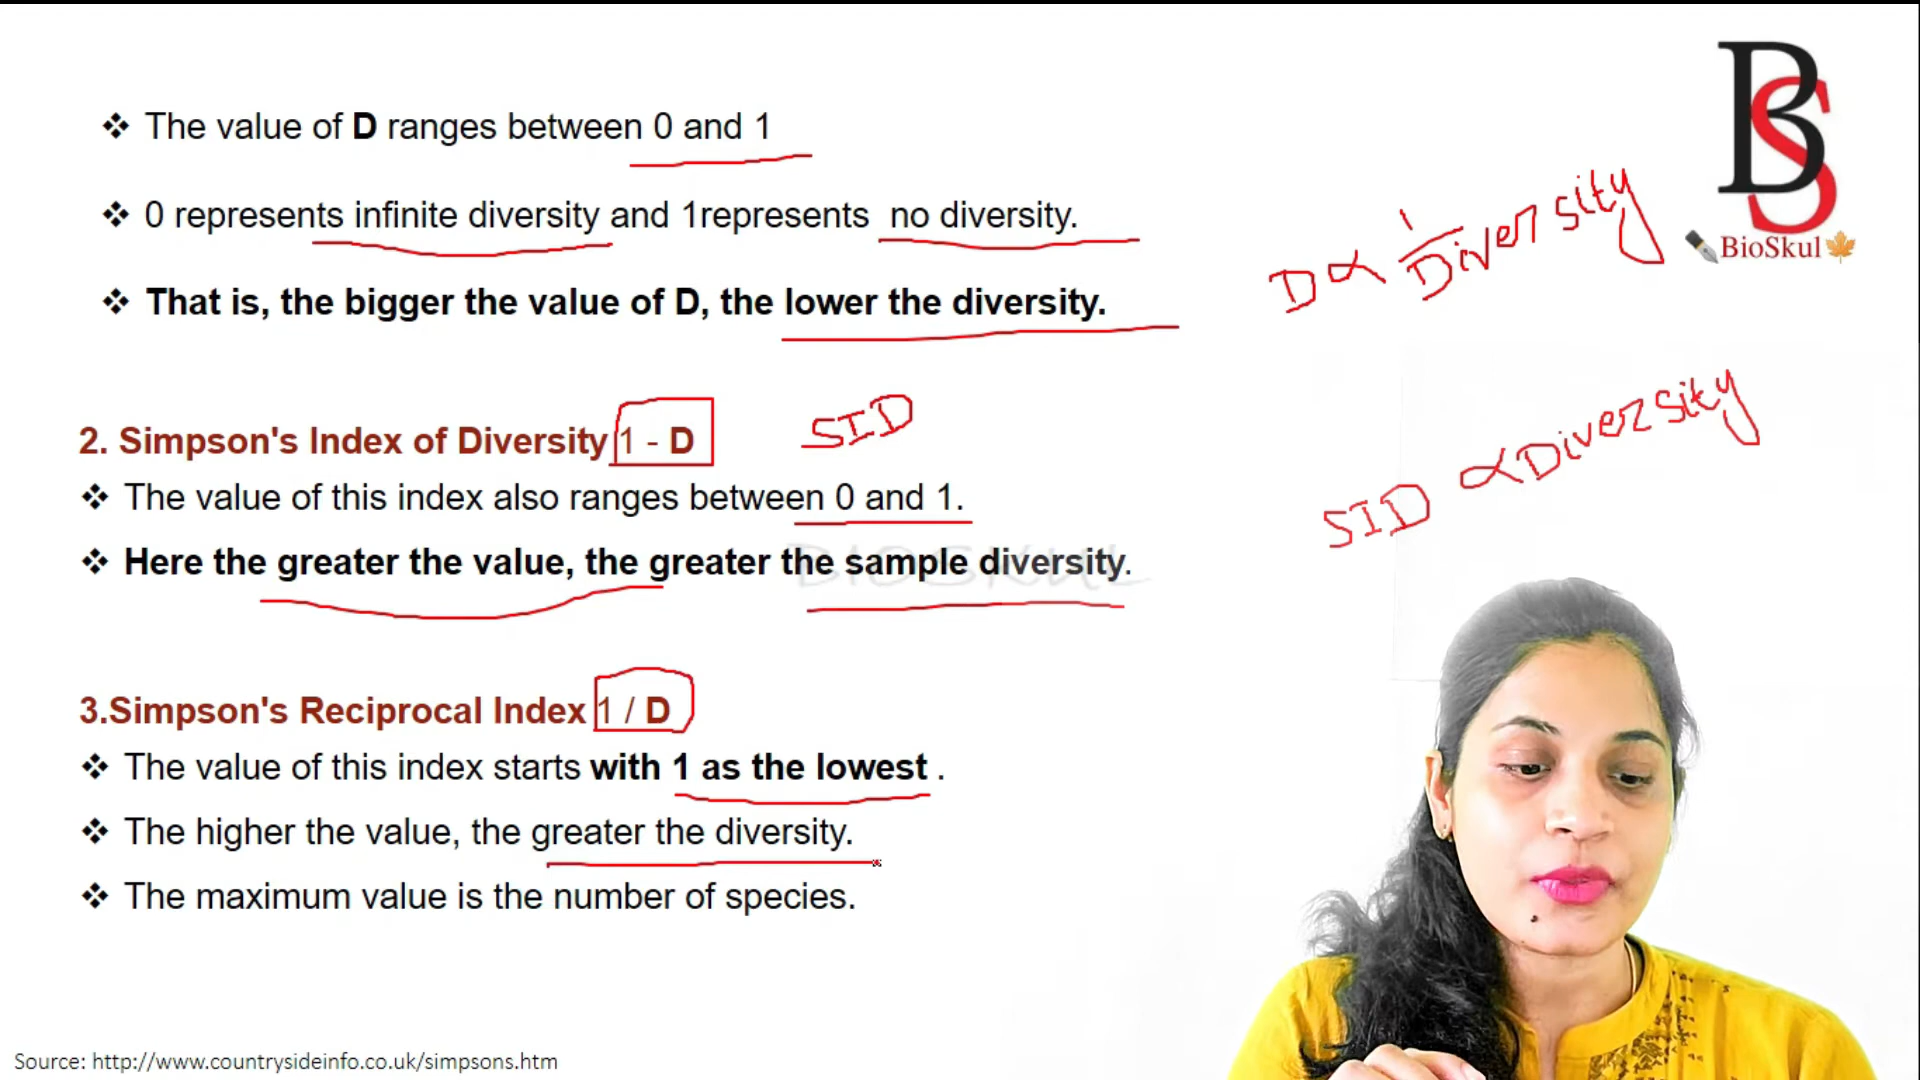 ❖ The value of D ranges between 0 and 1
❖ 0 represents infinite diversity and 1represents no diversity.
❖ That is, the bigger the value of D, the lower the diversity.
D ∝ 1/Diversity
BS
BioSkul
2. Simpson's Index of Diversity 1 - D
SID
❖ The value of this index also ranges between 0 and 1.
❖ Here the greater the value, the greater the sample diversity.
SID ∝ Diversity
BIOSKUL
3.Simpson's Reciprocal Index 1 / D
❖ The value of this index starts with 1 as the lowest .
❖ The higher the value, the greater the diversity.
❖ The maximum value is the number of species.
Source: http://www.countrysideinfo.co.uk/simpsons.htm